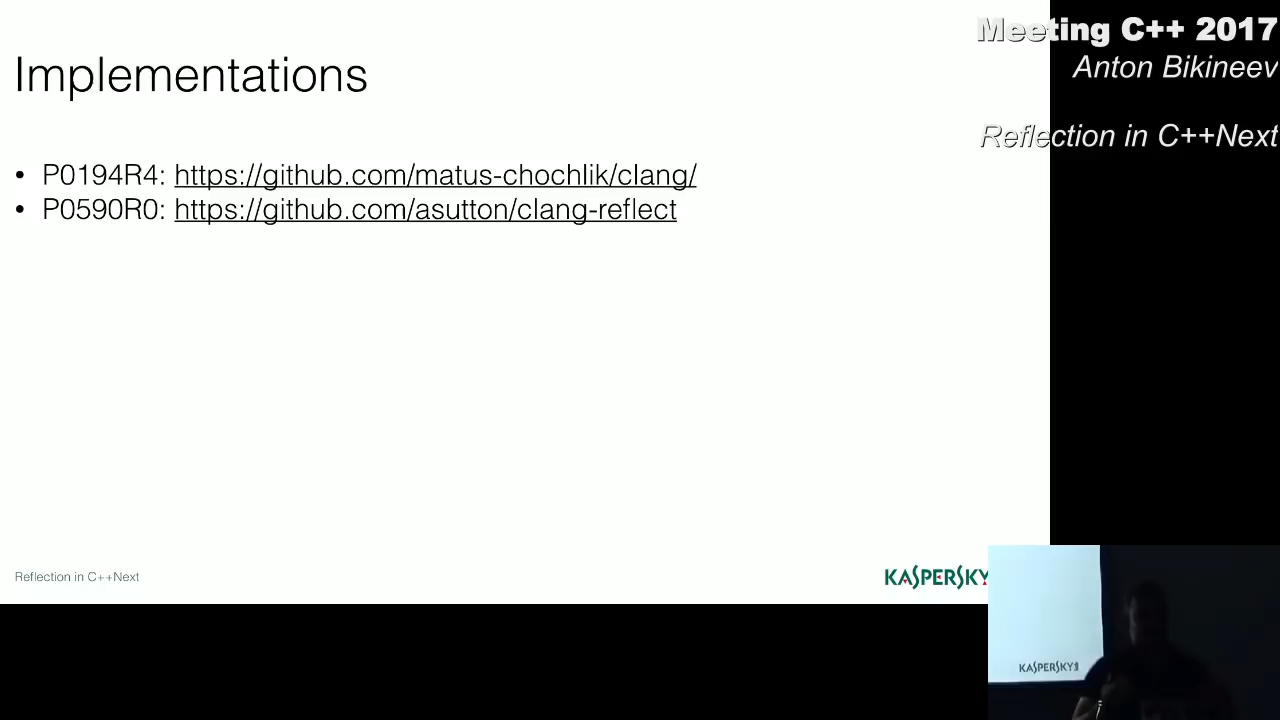 Meeting C++ 2017
Anton Bikineev
Reflection in C++Next
Implementations
• P0194R4: https://github.com/matus-chochlik/clang/
• P0590R0: https://github.com/asutton/clang-reflect
Reflection in C++Next
KASPERSKY
KASPERSKY